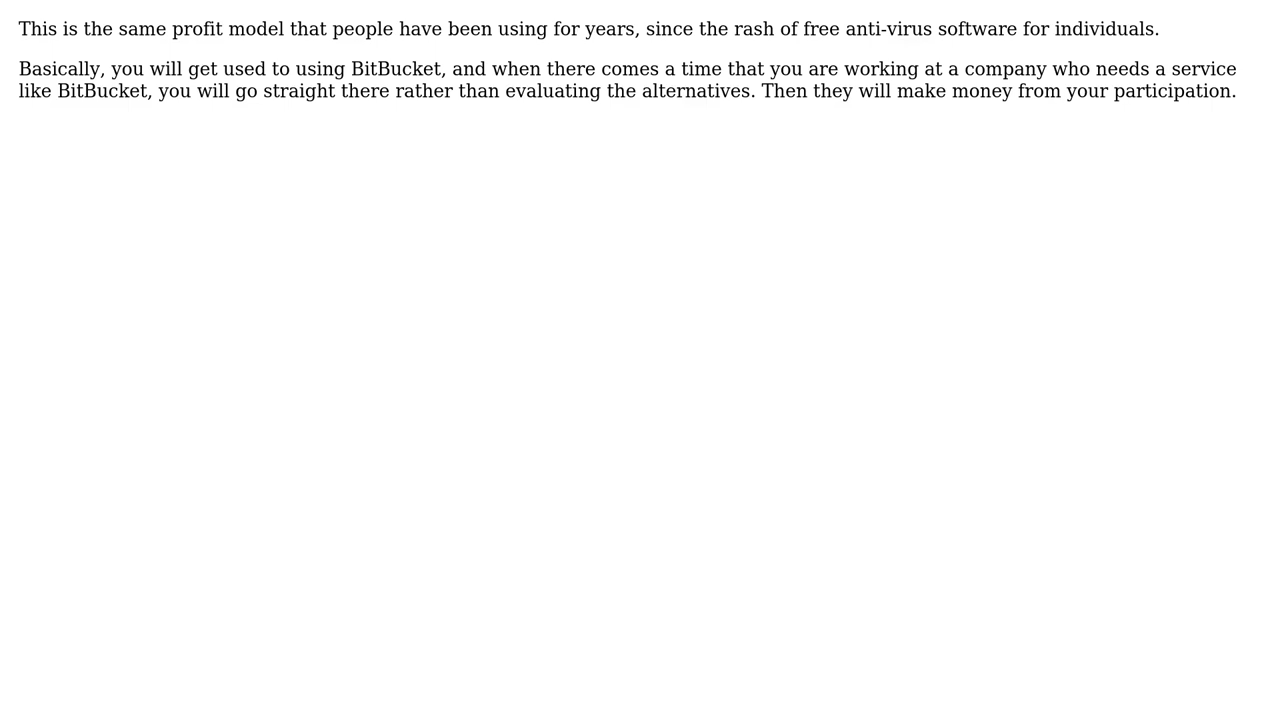 This is the same profit model that people have been using for years, since the rash of free anti-virus software for individuals.
Basically, you will get used to using BitBucket, and when there comes a time that you are working at a company who needs a service
like BitBucket, you will go straight there rather than evaluating the alternatives. Then they will make money from your participation.